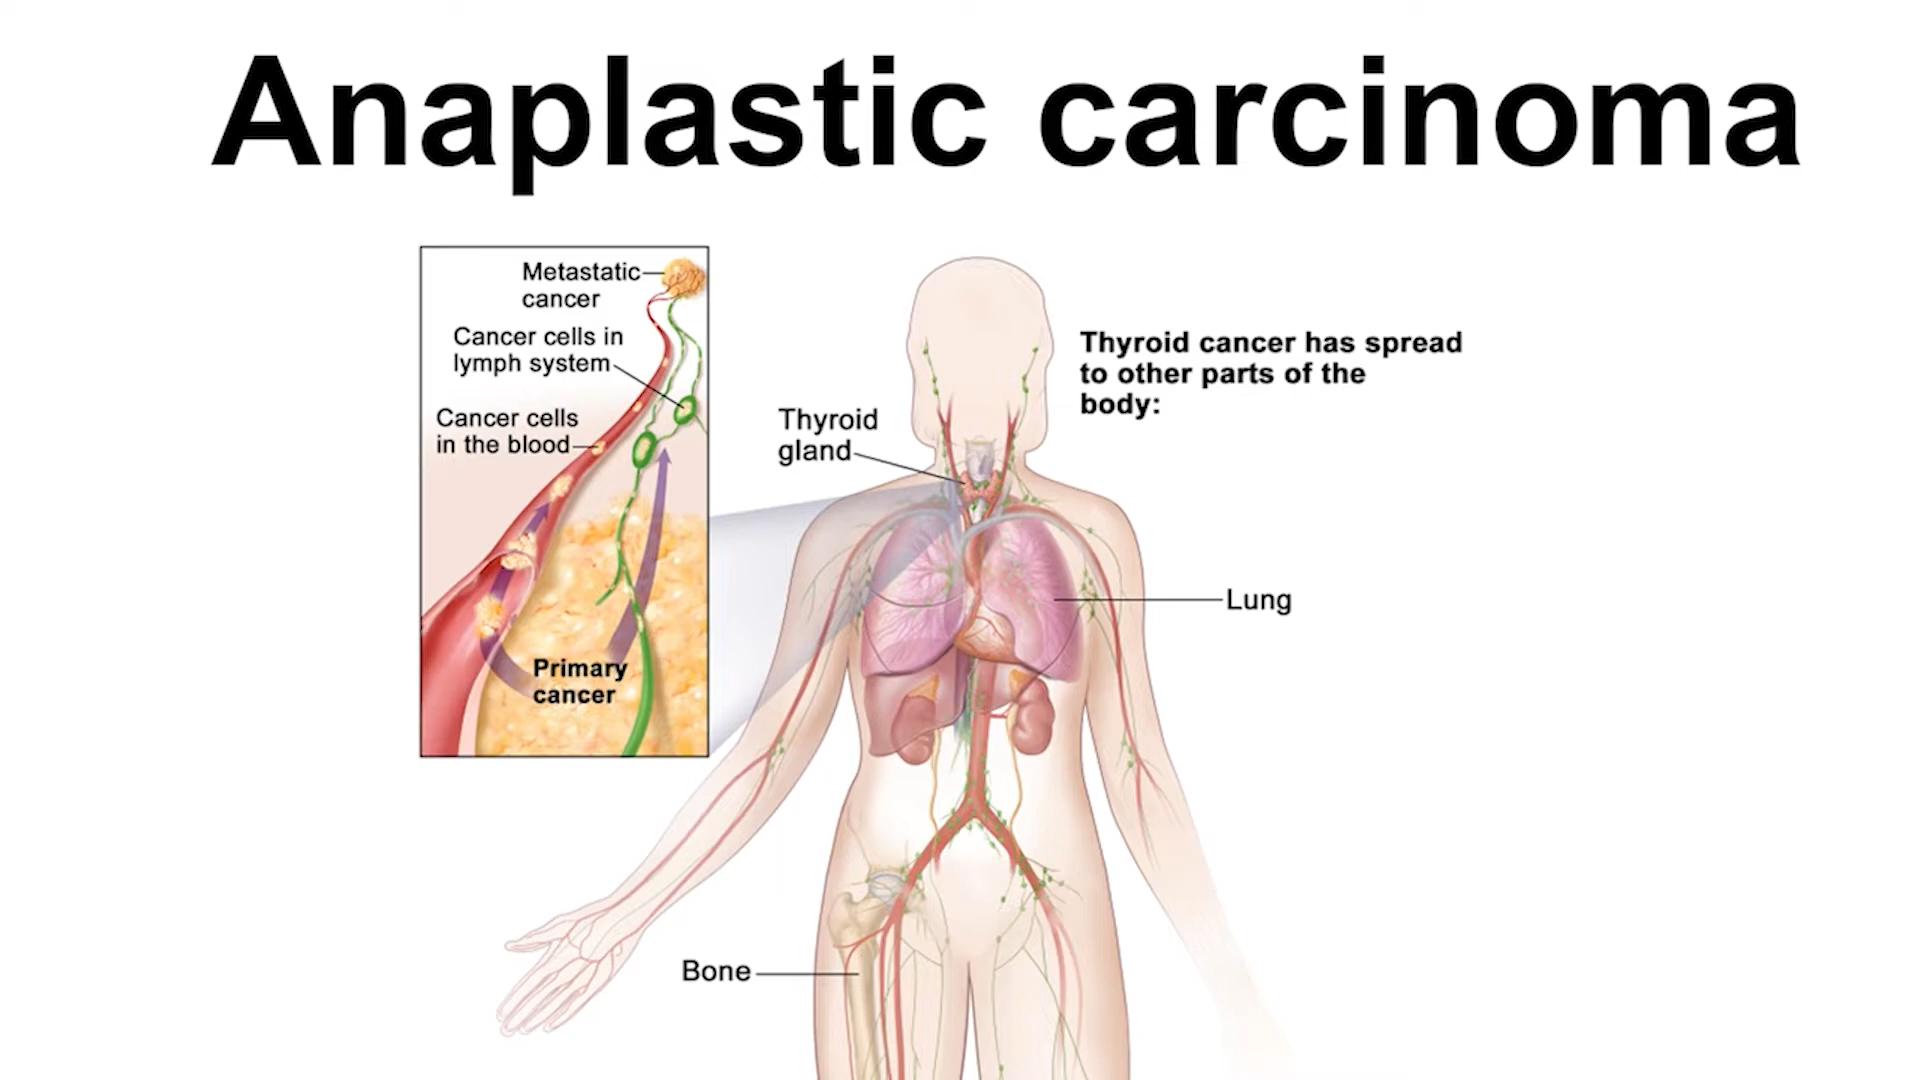 Anaplastic carcinoma
Metastatic
cancer
Cancer cells in
lymph system
Cancer cells
in the blood
Primary
cancer
Thyroid
gland
Thyroid cancer has spread
to other parts of the
body:
Lung
Bone